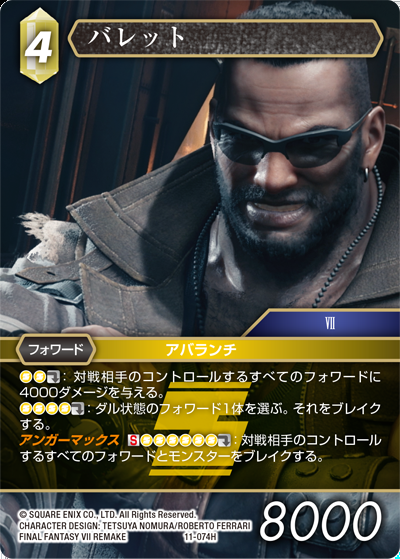 4
バレット
VII
フォワード
アバランチ
：対戦相手のコントロールするすべてのフォワードに
4000ダメージを与える。
：ダル状態のフォワード1体を選ぶ。それをブレイク
する。
アンガーマックス S：対戦相手のコントロール
するすべてのフォワードとモンスターをブレイクする。
© SQUARE ENIX CO., LTD. All Rights Reserved.
CHARACTER DESIGN: TETSUYA NOMURA/ROBERTO FERRARI
FINAL FANTASY VII REMAKE 11-074H
8000